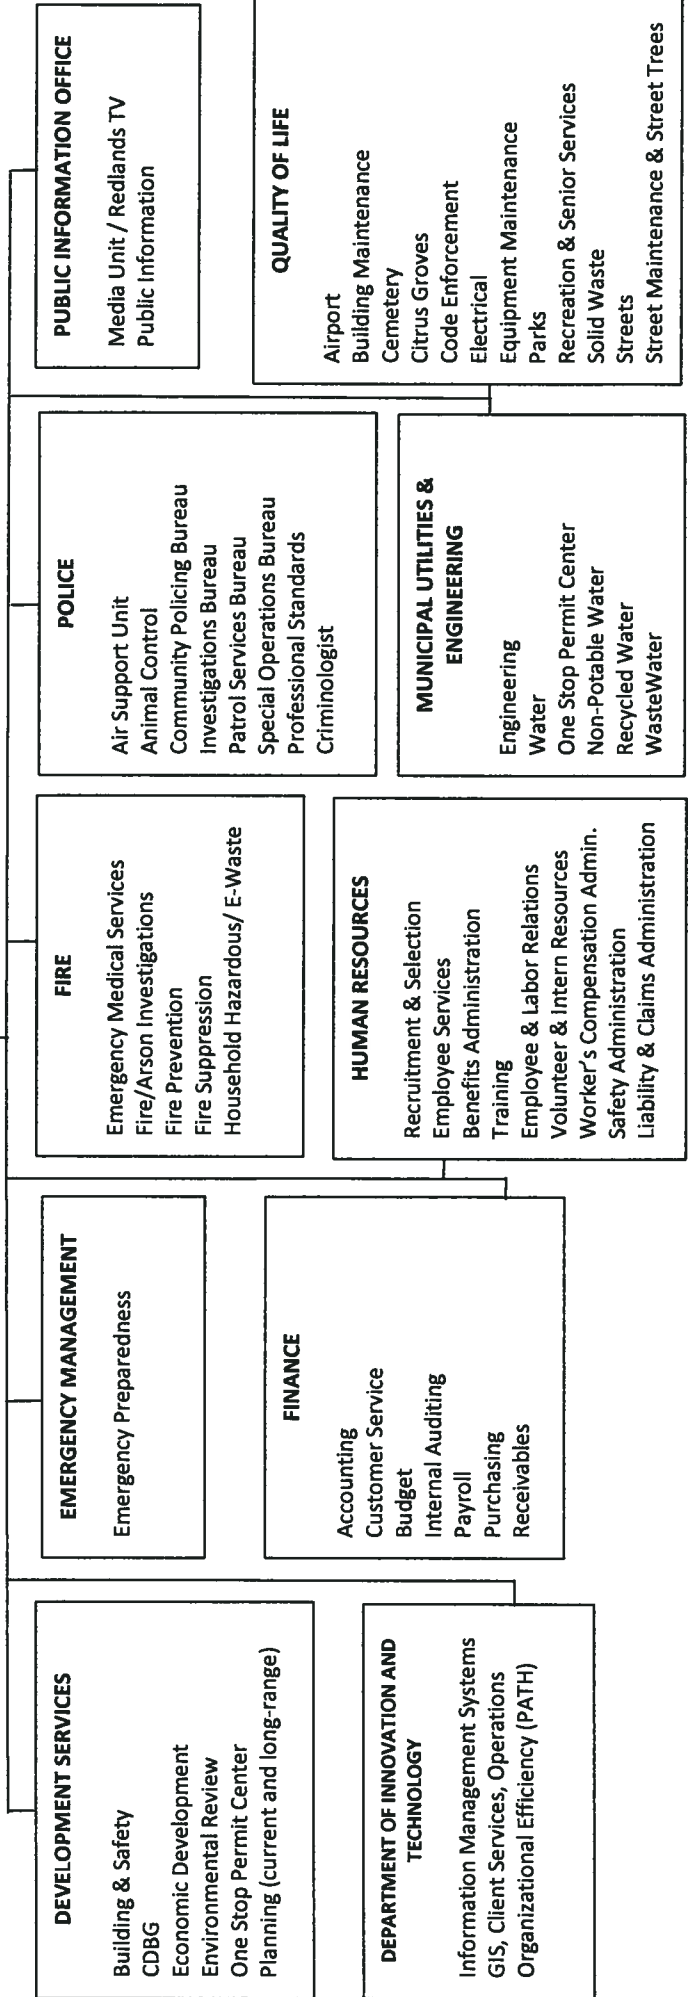 DEVELOPMENT SERVICES
Building & Safety
CDBG
Economic Development
Environmental Review
One Stop Permit Center
Planning (current and long-range)
EMERGENCY MANAGEMENT
Emergency Preparedness
FIRE
Emergency Medical Services
Fire/Arson Investigations
Fire Prevention
Fire Suppression
Household Hazardous/ E-Waste
POLICE
Air Support Unit
Animal Control
Community Policing Bureau
Investigations Bureau
Patrol Services Bureau
Special Operations Bureau
Professional Standards
Criminologist
PUBLIC INFORMATION OFFICE
Media Unit / Redlands TV
Public Information
DEPARTMENT OF INNOVATION AND
TECHNOLOGY
Information Management Systems
GIS, Client Services, Operations
Organizational Efficiency (PATH)
FINANCE
Accounting
Customer Service
Budget
Internal Auditing
Payroll
Purchasing
Receivables
HUMAN RESOURCES
Recruitment & Selection
Employee Services
Benefits Administration
Training
Employee & Labor Relations
Volunteer & Intern Resources
Worker's Compensation Admin.
Safety Administration
Liability & Claims Administration
MUNICIPAL UTILITIES &
ENGINEERING
Engineering
Water
One Stop Permit Center
Non-Potable Water
Recycled Water
WasteWater
QUALITY OF LIFE
Airport
Building Maintenance
Cemetery
Citrus Groves
Code Enforcement
Electrical
Equipment Maintenance
Parks
Recreation & Senior Services
Solid Waste
Streets
Street Maintenance & Street Trees